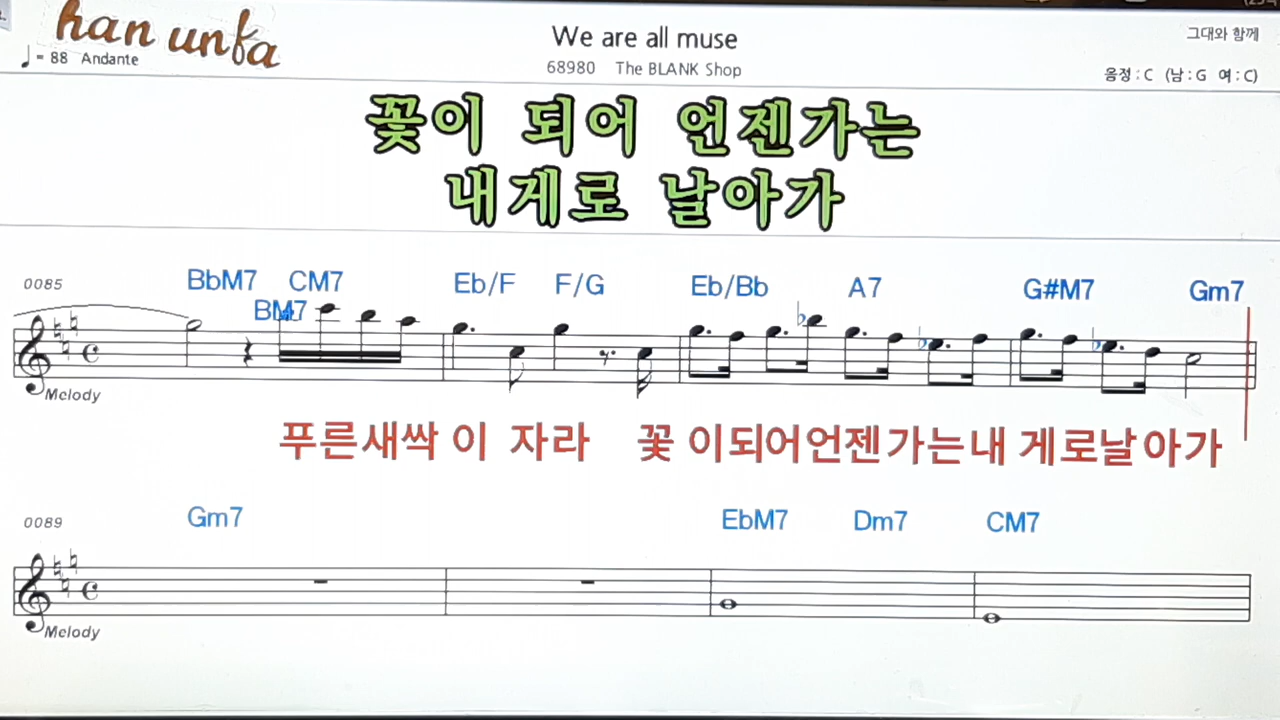 han unfa
We are all muse
그대와 함께
♩ = 88 Andante
68980 The BLANK Shop
음정 : C (남 : G 여 : C)
꽃이 되어 언젠가는
내게로 날아가
0085 BbM7 CM7 Eb/F F/G Eb/Bb A7 G#M7 Gm7
BM7
Melody
푸른새싹 이 자라 꽃 이되어언젠가는내 게로날아가
0089 Gm7 EbM7 Dm7 CM7
Melody